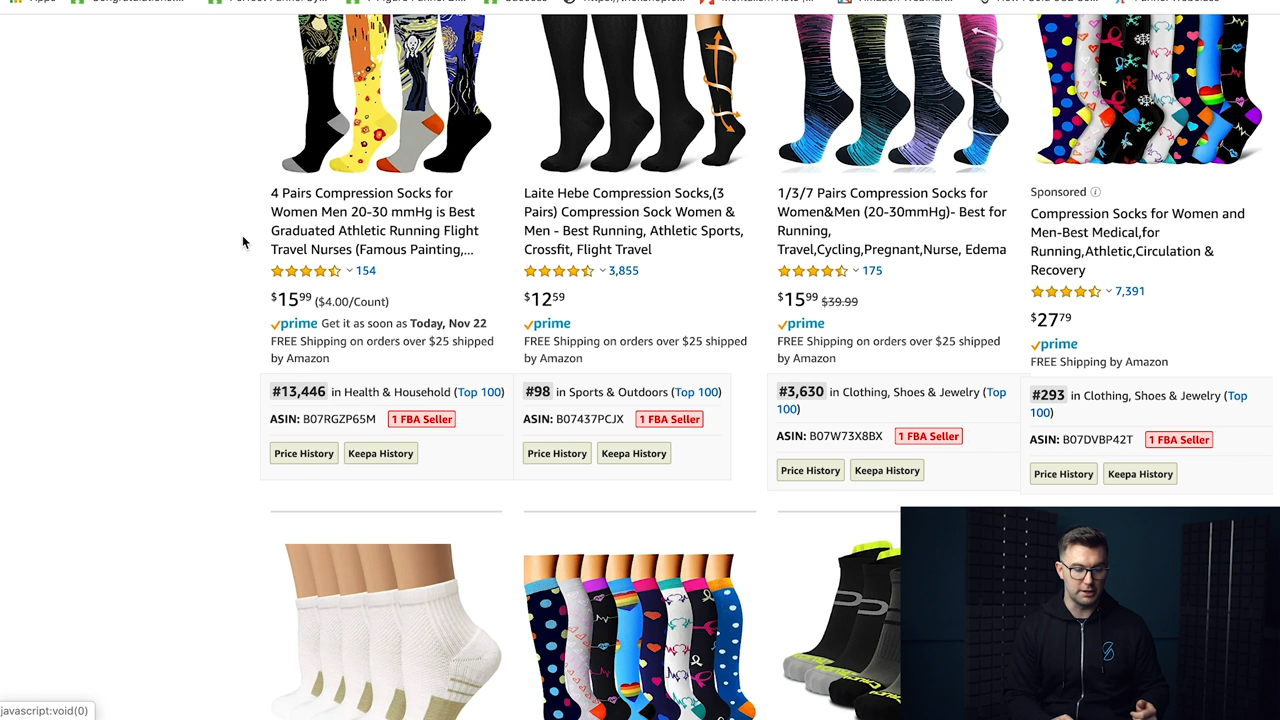 Apps
4 Pairs Compression Socks for
Women Men 20-30 mmHg is Best
Graduated Athletic Running Flight
Travel Nurses (Famous Painting,...
154
$15 99 ($4.00/Count)
prime Get it as soon as Today, Nov 22
FREE Shipping on orders over $25 shipped
by Amazon
#13,446 in Health & Household (Top 100)
ASIN: B07RGZP65M 1 FBA Seller
Price History Keepa History
Laite Hebe Compression Socks,(3
Pairs) Compression Sock Women &
Men - Best Running, Athletic Sports,
Crossfit, Flight Travel
3,855
$12 59
prime
FREE Shipping on orders over $25 shipped
by Amazon
#98 in Sports & Outdoors (Top 100)
ASIN: B07437PCJX 1 FBA Seller
Price History Keepa History
1/3/7 Pairs Compression Socks for
Women&Men (20-30mmHg)- Best for
Running,
Travel,Cycling,Pregnant,Nurse, Edema
175
$15 99 $39.99
prime
FREE Shipping on orders over $25 shipped
by Amazon
#3,630 in Clothing, Shoes & Jewelry (Top
100)
ASIN: B07W73X8BX 1 FBA Seller
Price History Keepa History
Sponsored
Compression Socks for Women and
Men-Best Medical,for
Running,Athletic,Circulation &
Recovery
7,391
$27 79
prime
FREE Shipping by Amazon
#293 in Clothing, Shoes & Jewelry (Top
100)
ASIN: B07DVBP42T 1 FBA Seller
Price History Keepa History
javascript:void(0)